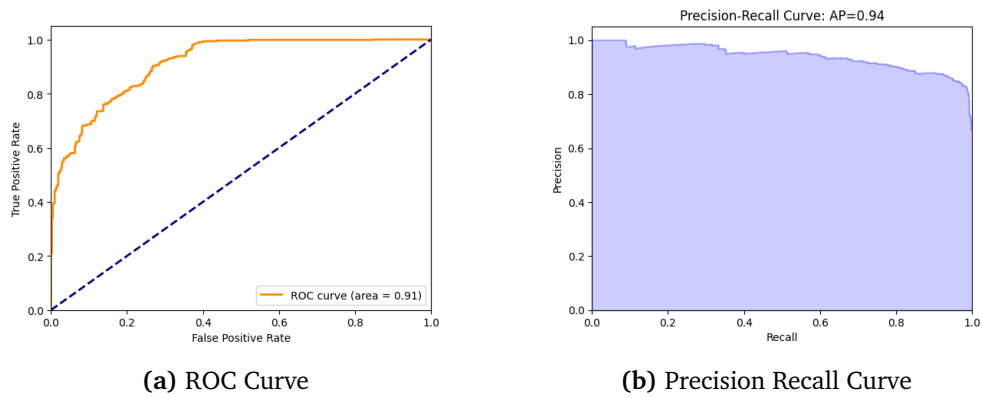 1.0
0.8
0.6
0.4
0.2
0.0
0.0 0.2 0.4 0.6 0.8 1.0
True Positive Rate
False Positive Rate
ROC curve (area = 0.91)
(a) ROC Curve
Precision-Recall Curve: AP=0.94
1.0
0.8
0.6
0.4
0.2
0.0
0.0 0.2 0.4 0.6 0.8 1.0
Precision
Recall
(b) Precision Recall Curve